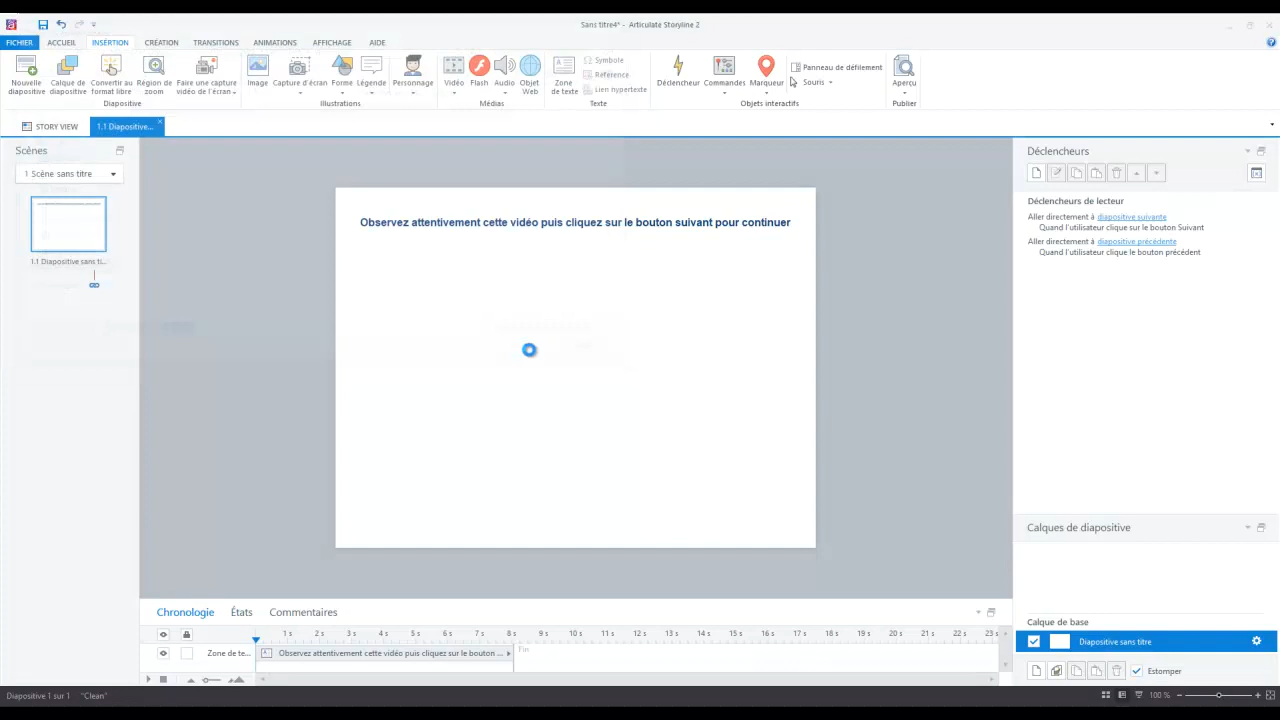 Sans titre4* - Articulate Storyline 2
FICHIER ACCUEIL INSERTION CRÉATION TRANSITIONS ANIMATIONS AFFICHAGE AIDE
Nouvelle diapositive
Calque de diapositive
Convertir au format libre
Région de zoom
Faire une capture vidéo de l'écran
Diapositive
Image
Capture d'écran
Forme
Légende
Personnage
Illustrations
Vidéo
Flash
Audio
Objet Web
Médias
Zone de texte
Symbole
Référence
Lien hypertexte
Texte
Déclencheur
Commandes
Marqueur
Panneau de défilement
Souris
Objets interactifs
Aperçu
Publier
STORY VIEW
1.1 Diapositive...
Scènes
1 Scène sans titre
1.1 Diapositive sans ti...
Observez attentivement cette vidéo puis cliquez sur le bouton suivant pour continuer
Déclencheurs
Déclencheurs de lecteur
Aller directement à diapositive suivante
Quand l'utilisateur clique sur le bouton Suivant
Aller directement à diapositive précédente
Quand l'utilisateur clique le bouton précédent
Calques de diapositive
Calque de base
Diapositive sans titre
Estomper
Chronologie États Commentaires
1 s 2 s 3 s 4 s 5 s 6 s 7 s 8 s 9 s 10 s 11 s 12 s 13 s 14 s 15 s 16 s 17 s 18 s 19 s 20 s 21 s 22 s 23 s
Zone de te...
Observez attentivement cette vidéo puis cliquez sur le bouton ...
Fin
Diapositive 1 sur 1 "Clean"
100 %